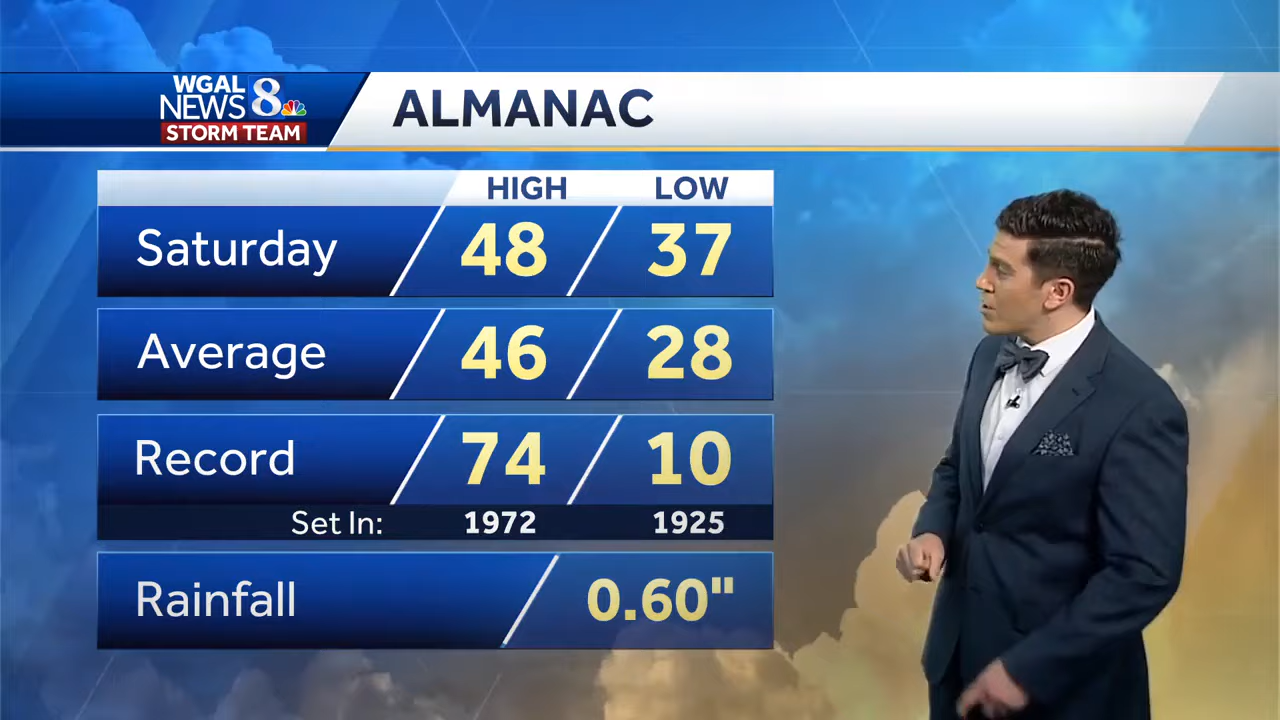 WGAL
NEWS 8
STORM TEAM
ALMANAC
HIGH LOW
Saturday 48 37
Average 46 28
Record 74 10
Set In: 1972 1925
Rainfall 0.60"